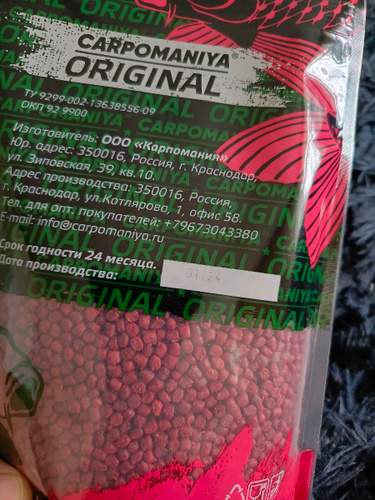 CARPOMANIYA
ORIGINAL
ТУ 9299-002-13638556-09
ОКП 92 9900
Изготовитель: ООО «Карпомания»
Юр. адрес: 350016, Россия, г. Краснодар,
ул. Зиповская, 39, кв.10.
Адрес производства: 350016, Россия,
г. Краснодар, ул.Котлярова, 1, офис 58.
Тел. для опт. покупателей: +79673043380
E-mail: info@carpomaniya.ru
Срок годности 24 месяца.
Дата производства:
01.24